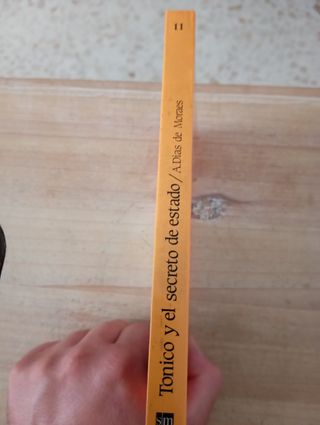 11
Tonico y el secreto de estado/A.Dias de Moraes
sm